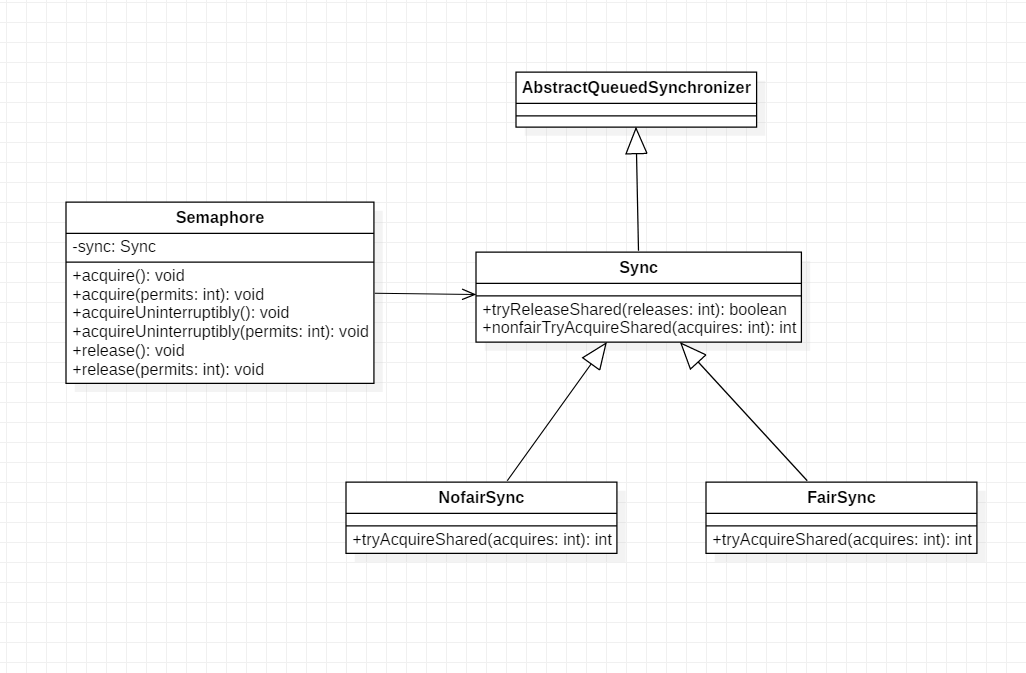 AbstractQueuedSynchronizer
Semaphore
-sync: Sync
+acquire(): void
+acquire(permits: int): void
+acquireUninterruptibly(): void
+acquireUninterruptibly(permits: int): void
+release(): void
+release(permits: int): void
Sync
+tryReleaseShared(releases: int): boolean
+nonfairTryAcquireShared(acquires: int): int
NofairSync
+tryAcquireShared(acquires: int): int
FairSync
+tryAcquireShared(acquires: int): int